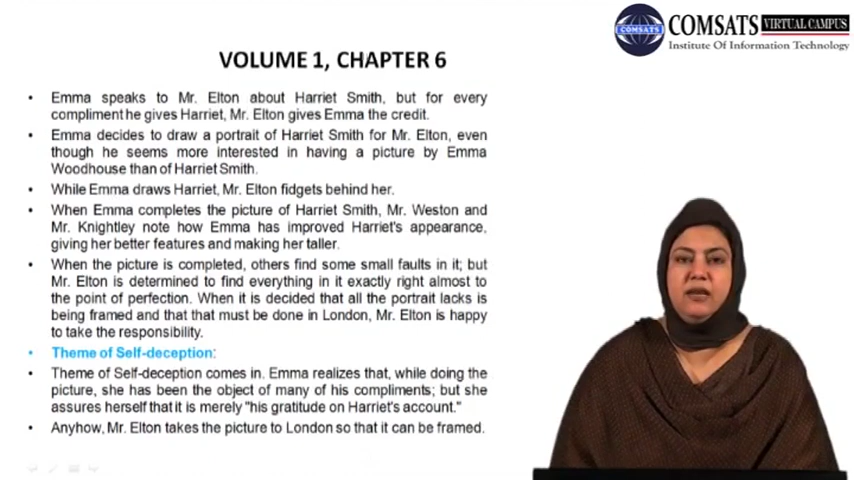 COMSATS VIRTUAL CAMPUS
COMSATS
Institute Of Information Technology
VOLUME 1, CHAPTER 6
• Emma speaks to Mr. Elton about Harriet Smith, but for every
compliment he gives Harriet, Mr. Elton gives Emma the credit.
• Emma decides to draw a portrait of Harriet Smith for Mr. Elton, even
though he seems more interested in having a picture by Emma
Woodhouse than of Harriet Smith.
• While Emma draws Harriet, Mr. Elton fidgets behind her.
• When Emma completes the picture of Harriet Smith, Mr. Weston and
Mr. Knightley note how Emma has improved Harriet's appearance,
giving her better features and making her taller.
• When the picture is completed, others find some small faults in it; but
Mr. Elton is determined to find everything in it exactly right almost to
the point of perfection. When it is decided that all the portrait lacks is
being framed and that that must be done in London, Mr. Elton is happy
to take the responsibility.
• Theme of Self-deception:
• Theme of Self-deception comes in. Emma realizes that, while doing the
picture, she has been the object of many of his compliments; but she
assures herself that it is merely "his gratitude on Harriet's account."
• Anyhow, Mr. Elton takes the picture to London so that it can be framed.